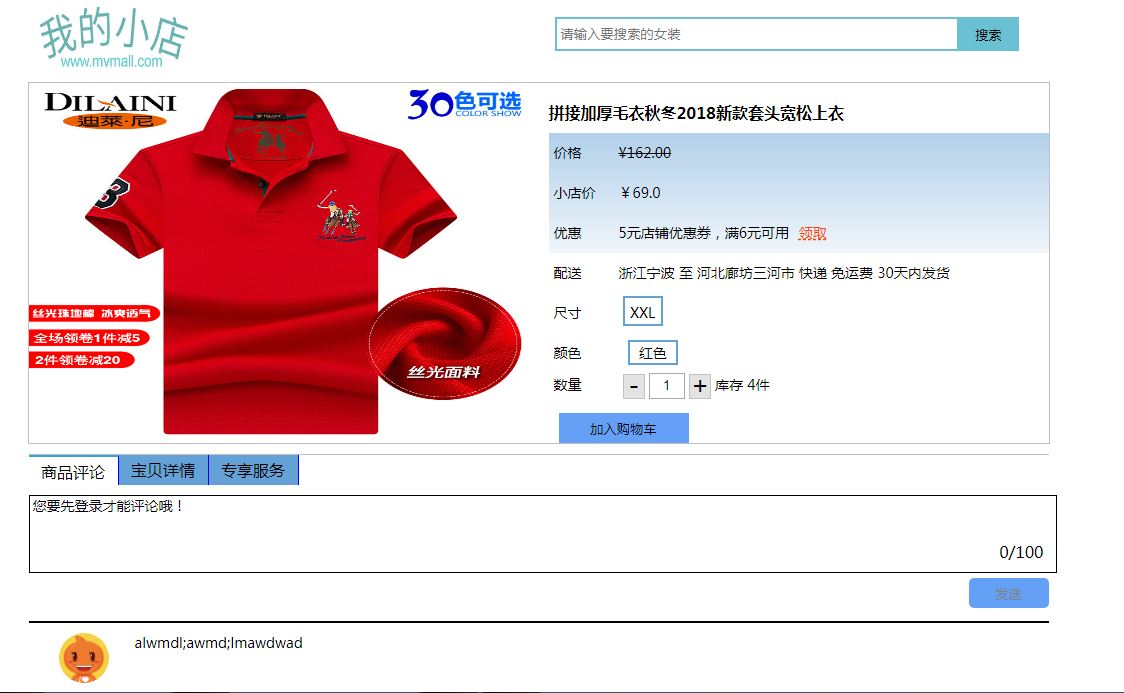 我的小店
www.mvmall.com
请输入要搜索的女装
搜索
DILAINI
迪萊·尼
30色可选
COLOR SHOW
丝光珠地棉 冰爽透气
全场领卷1件减5
2件领卷减20
丝光面料
拼接加厚毛衣秋冬2018新款套头宽松上衣
价格 ¥162.00
小店价 ￥69.0
优惠 5元店铺优惠券，满6元可用 领取
配送 浙江宁波 至 河北廊坊三河市 快递 免运费 30天内发货
尺寸 XXL
颜色 红色
数量 - 1 + 库存 4件
加入购物车
商品评论 宝贝详情 专享服务
您要先登录才能评论哦！
0/100
发送
alwmdl;awmd;lmawdwad